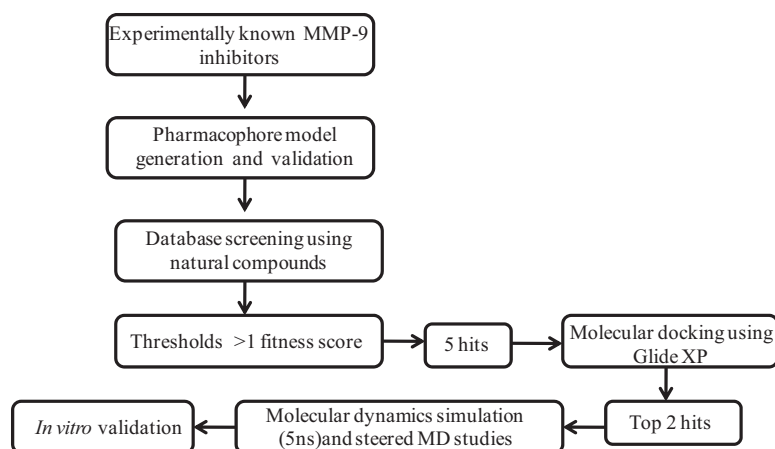 Experimentally known MMP-9
inhibitors
Pharmacophore model
generation and validation
Database screening using
natural compounds
Thresholds >1 fitness score
5 hits
Molecular docking using
Glide XP
Top 2 hits
Molecular dynamics simulation
(5ns)and steered MD studies
In vitro validation